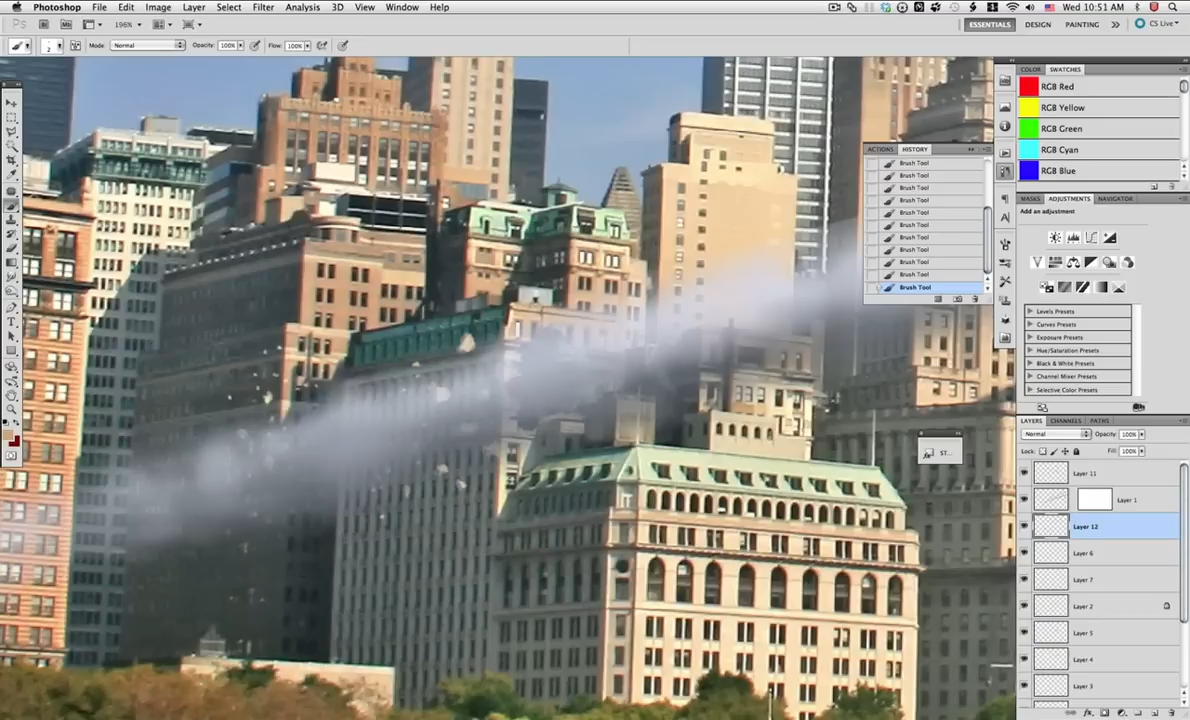 Photoshop File Edit Image Layer Select Filter Analysis 3D View Window Help
Wed 10:51 AM
Ps Br Mb 196% ESSENTIALS DESIGN PAINTING CS Live
2 Mode: Normal Opacity: 100% Flow: 100%
COLOR SWATCHES
RGB Red
RGB Yellow
RGB Green
RGB Cyan
RGB Blue
ACTIONS HISTORY
Brush Tool
Brush Tool
Brush Tool
Brush Tool
Brush Tool
Brush Tool
Brush Tool
Brush Tool
Brush Tool
Brush Tool
Brush Tool
MASKS ADJUSTMENTS NAVIGATOR
Add an adjustment
Levels Presets
Curves Presets
Exposure Presets
Hue/Saturation Presets
Black & White Presets
Channel Mixer Presets
Selective Color Presets
LAYERS CHANNELS PATHS
Normal Opacity: 100%
Lock: Fill: 100%
ST...
Layer 11
Layer 1
Layer 12
Layer 6
Layer 7
Layer 2
Layer 5
Layer 4
Layer 3